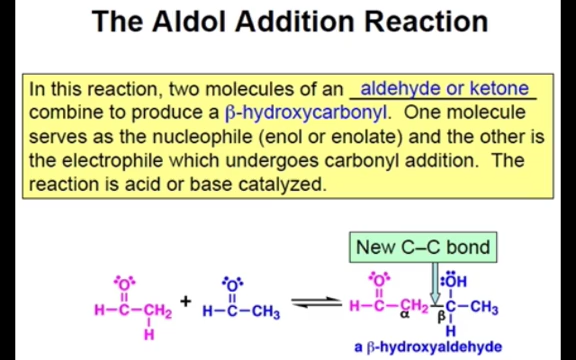 The Aldol Addition Reaction
In this reaction, two molecules of an aldehyde or ketone
combine to produce a β-hydroxycarbonyl. One molecule
serves as the nucleophile (enol or enolate) and the other is
the electrophile which undergoes carbonyl addition. The
reaction is acid or base catalyzed.
New C–C bond
O O O :ÖH
H–C–CH₂ + H–C–CH₃ ⇌ H–C–CH₂–C–CH₃
α β
H H
a β-hydroxyaldehyde